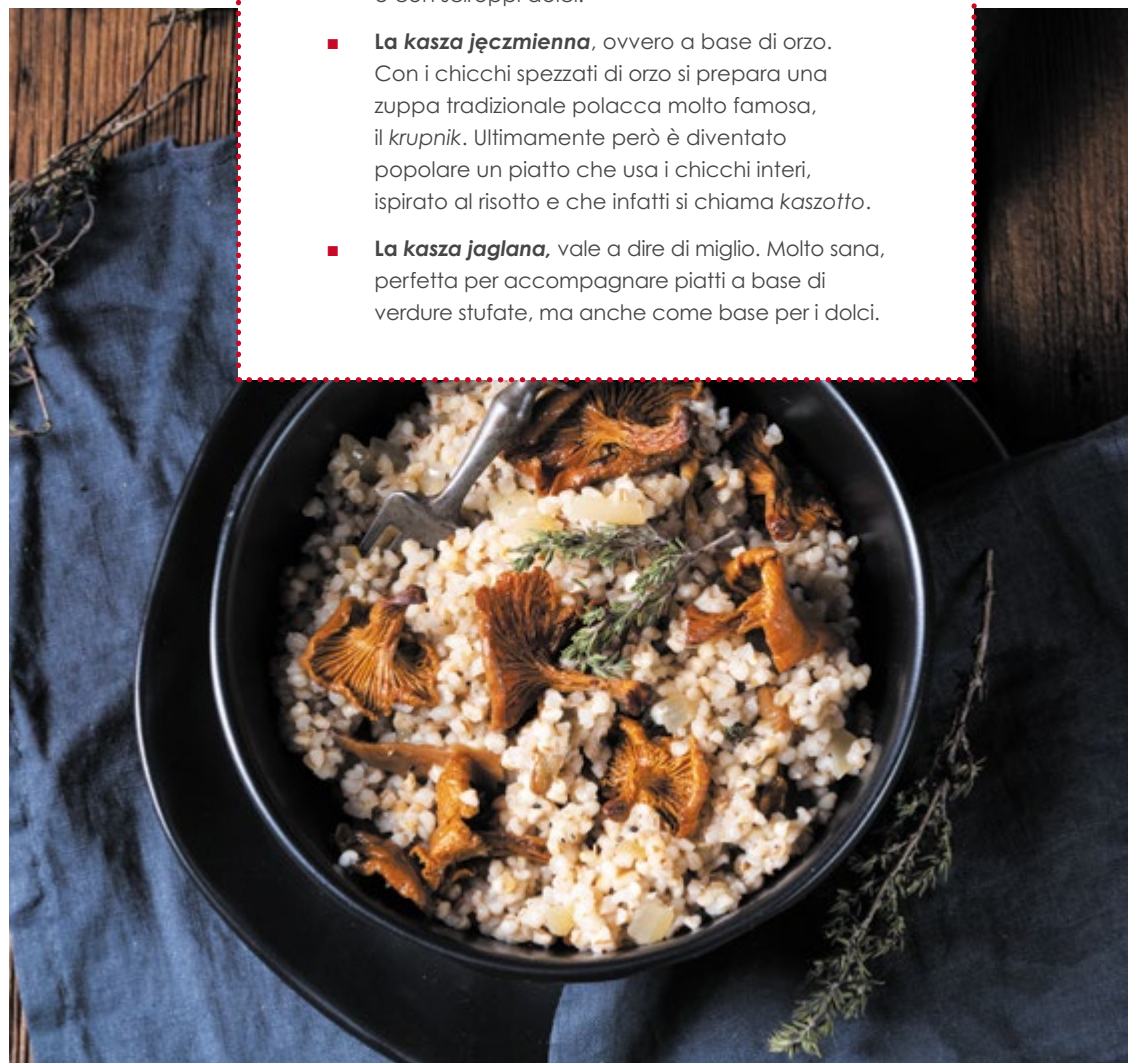 ■ La kasza jęczmienna, ovvero a base di orzo.
Con i chicchi spezzati di orzo si prepara una
zuppa tradizionale polacca molto famosa,
il krupnik. Ultimamente però è diventato
popolare un piatto che usa i chicchi interi,
ispirato al risotto e che infatti si chiama kaszotto.
■ La kasza jaglana, vale a dire di miglio. Molto sana,
perfetta per accompagnare piatti a base di
verdure stufate, ma anche come base per i dolci.